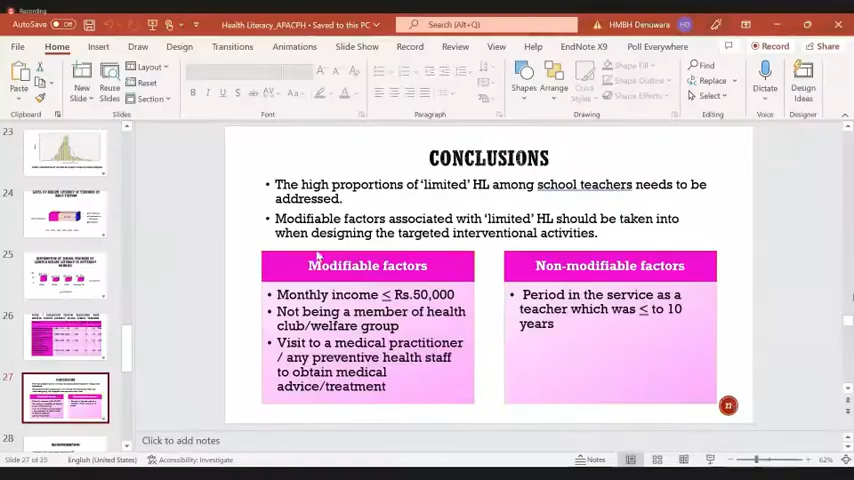 Recording
AutoSave Off Health Literacy_APACPH • Saved to this PC Search (Alt+Q) HMBH Denuwara HD
File Home Insert Draw Design Transitions Animations Slide Show Record Review View Help EndNote X9 Poll Everywhere Record Share
Paste New Slide Reuse Slides Layout Reset Section Shapes Arrange Quick Styles Shape Fill Shape Outline Shape Effects Find Replace Select Dictate Design Ideas
Clipboard Slides Font Paragraph Drawing Editing Voice Designer
23
24
25
26
27
28
CONCLUSIONS
• The high proportions of ‘limited’ HL among school teachers needs to be
addressed.
• Modifiable factors associated with ‘limited’ HL should be taken into
when designing the targeted interventional activities.
Modifiable factors
• Monthly income ≤ Rs.50,000
• Not being a member of health
club/welfare group
• Visit to a medical practitioner
/ any preventive health staff
to obtain medical
advice/treatment
Non-modifiable factors
• Period in the service as a
teacher which was ≤ to 10
years
27
Click to add notes
Slide 27 of 25 English (United States) Accessibility: Investigate Notes 62%